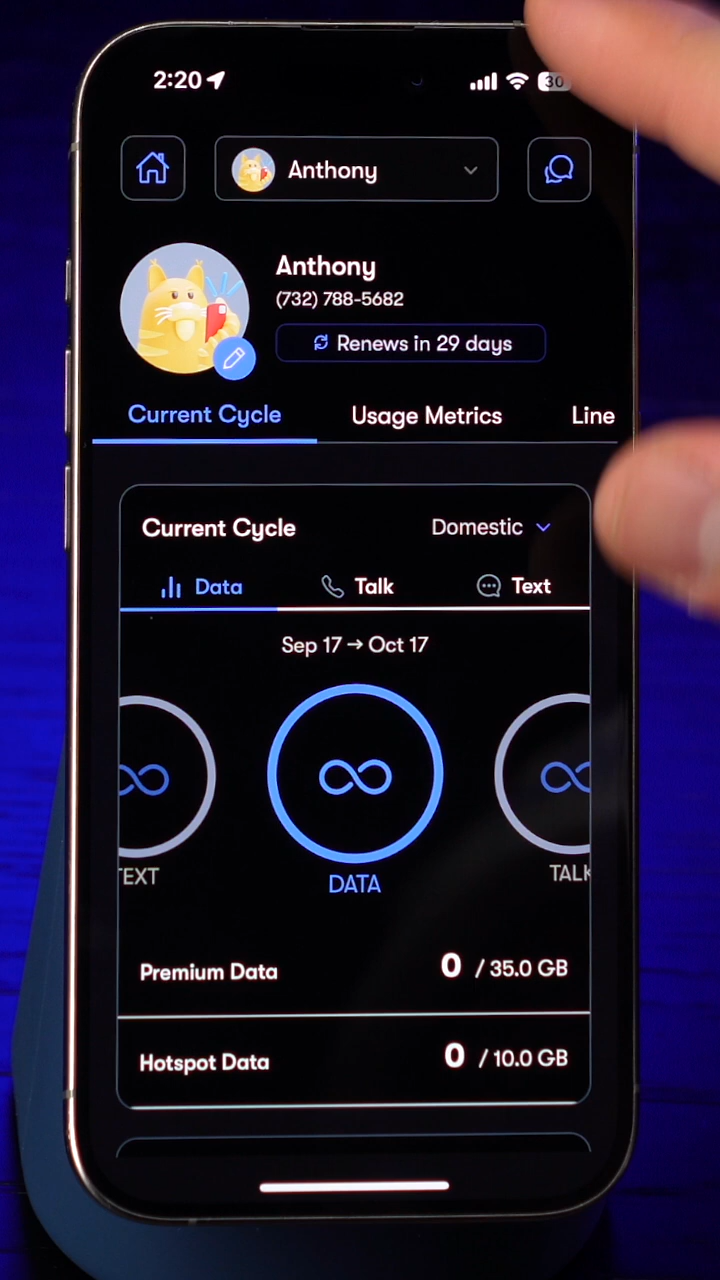 2:20
30
Anthony
Anthony
(732) 788-5682
Renews in 29 days
Current Cycle Usage Metrics Line
Current Cycle Domestic
Data Talk Text
Sep 17 → Oct 17
TEXT DATA TALK
Premium Data 0 / 35.0 GB
Hotspot Data 0 / 10.0 GB